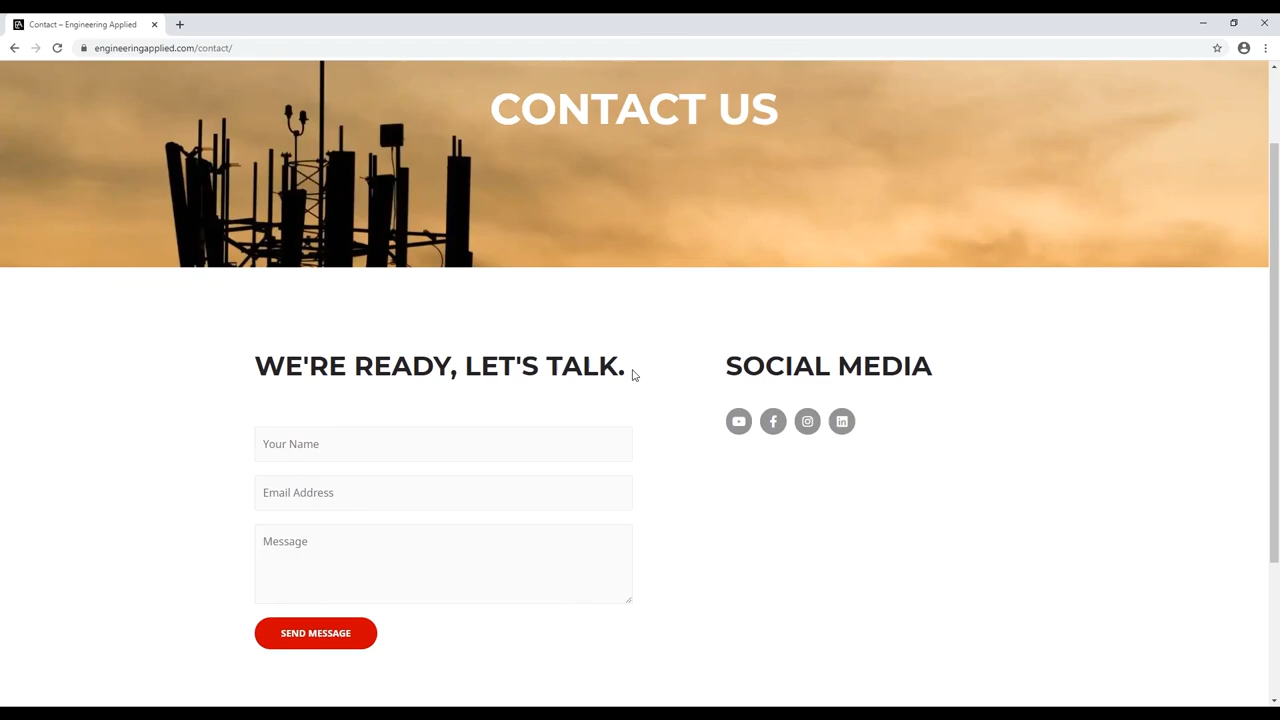 Contact – Engineering Applied
engineeringapplied.com/contact/
CONTACT US
WE'RE READY, LET'S TALK.
SOCIAL MEDIA
Your Name
Email Address
Message
SEND MESSAGE